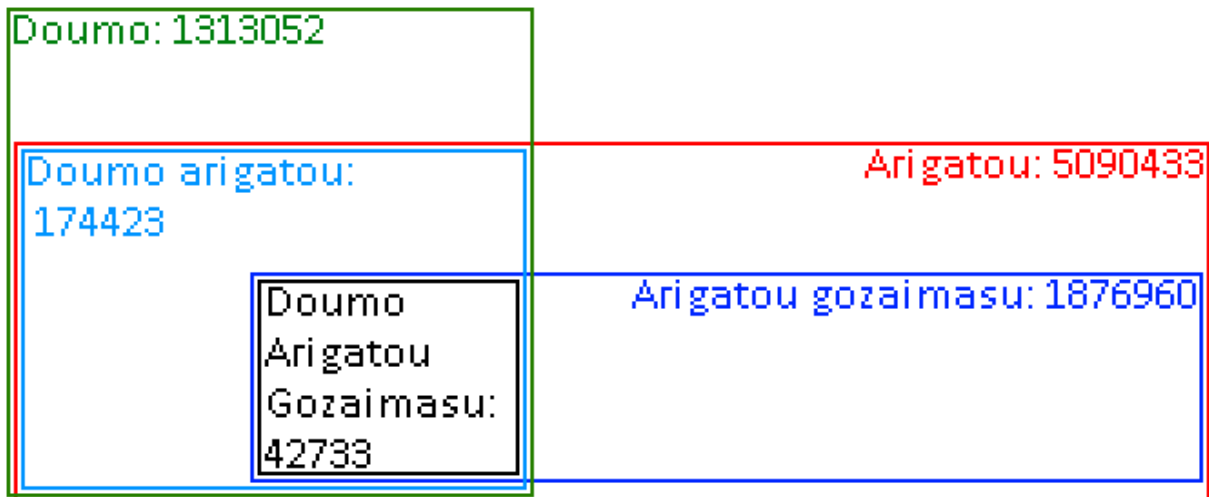 Doumo: 1313052
Doumo arigatou:
174423
Arigatou: 5090433
Arigatou gozaimasu: 1876960
Doumo
Arigatou
Gozaimasu:
42733